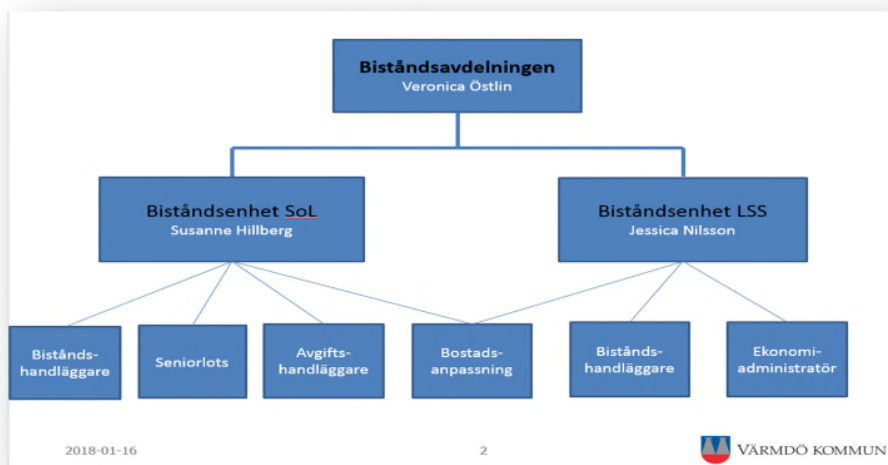 Biståndsavdelningen
Veronica Östlin
Biståndsenhet SoL
Susanne Hillberg
Biståndsenhet LSS
Jessica Nilsson
Bistånds-
handläggare
Seniorlots
Avgifts-
handläggare
Bostads-
anpassning
Bistånds-
handläggare
Ekonomi-
administratör
2018-01-16
2
VÄRMDÖ KOMMUN